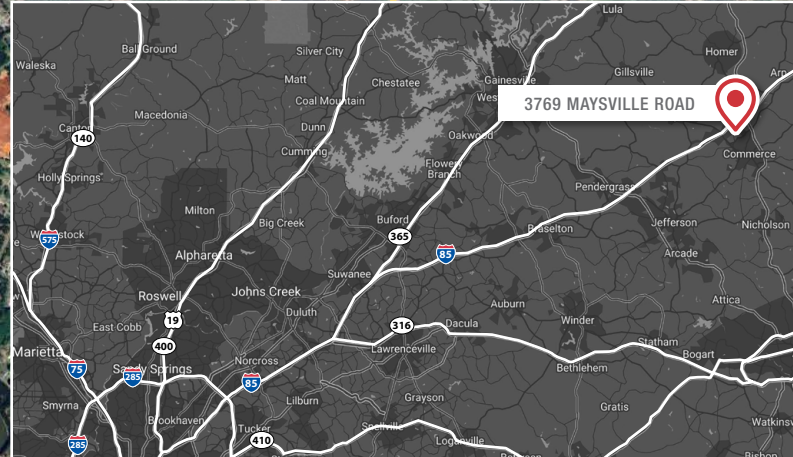 Lula
Ball Ground
Silver City
Homer
Waleska
Gillsville
Matt
Chestatee
Gainesville
Coal Mountain
3769 MAYSVILLE ROAD
Macedonia
Dunn
Oakwood
Canton
140
Cumming
Commerce
Flowery
Branch
Holly Springs
Pendergrass
Milton
Big Creek
Buford
Jefferson
Nicholson
365
Braselton
575
Alpharetta
85
Arcade
Suwanee
Roswell
Johns Creek
Attica
Auburn
Duluth
19
Winder
East Cobb
316
Dacula
400
Statham
Marietta
Lawrenceville
Bogart
Norcross
75
Sandy Springs
Bethlehem
285
85
Grayson
Lilburn
Smyrna
Gratis
Brookhaven
Tucker
Snellville
285
410
Loganville
Bishop